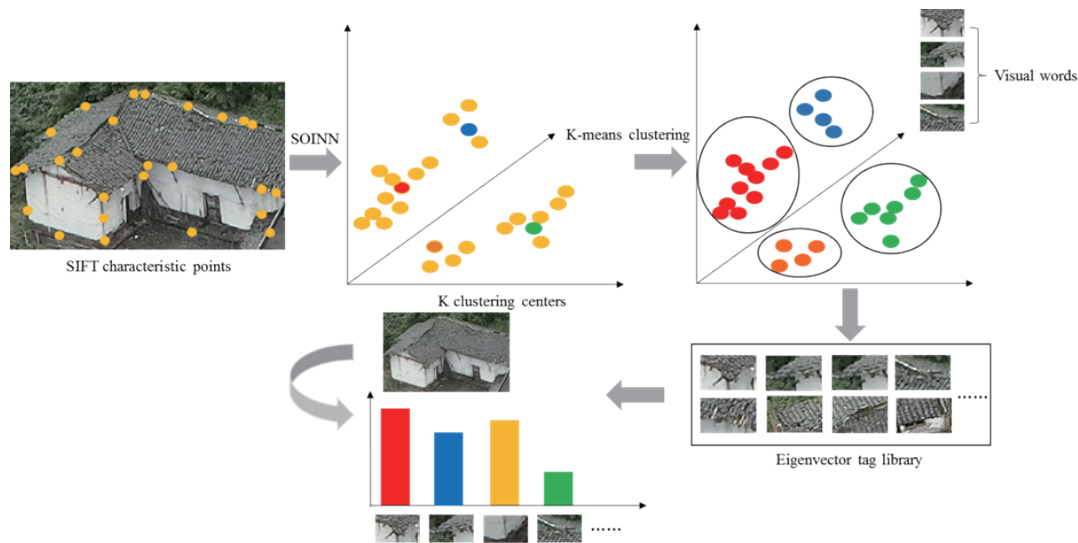 Visual words
SOINN
K-means clustering
SIFT characteristic points
K clustering centers
......
Eigenvector tag library
......